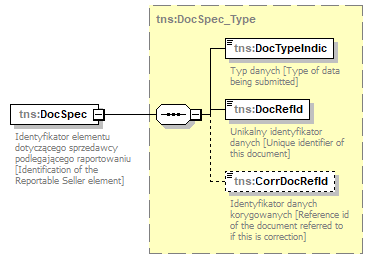 tns:DocSpec_Type
tns:DocTypeIndic
Typ danych [Type of data
being submitted]
tns:DocSpec
Identyfikator elementu
dotyczącego sprzedawcy
podlegającego raportowaniu
[Identification of the
Reportable Seller element]
tns:DocRefId
Unikalny identyfikator
danych [Unique identifier of
this document]
tns:CorrDocRefId
Identyfikator danych
korygowanych [Reference id
of the document referred to
if this is correction]